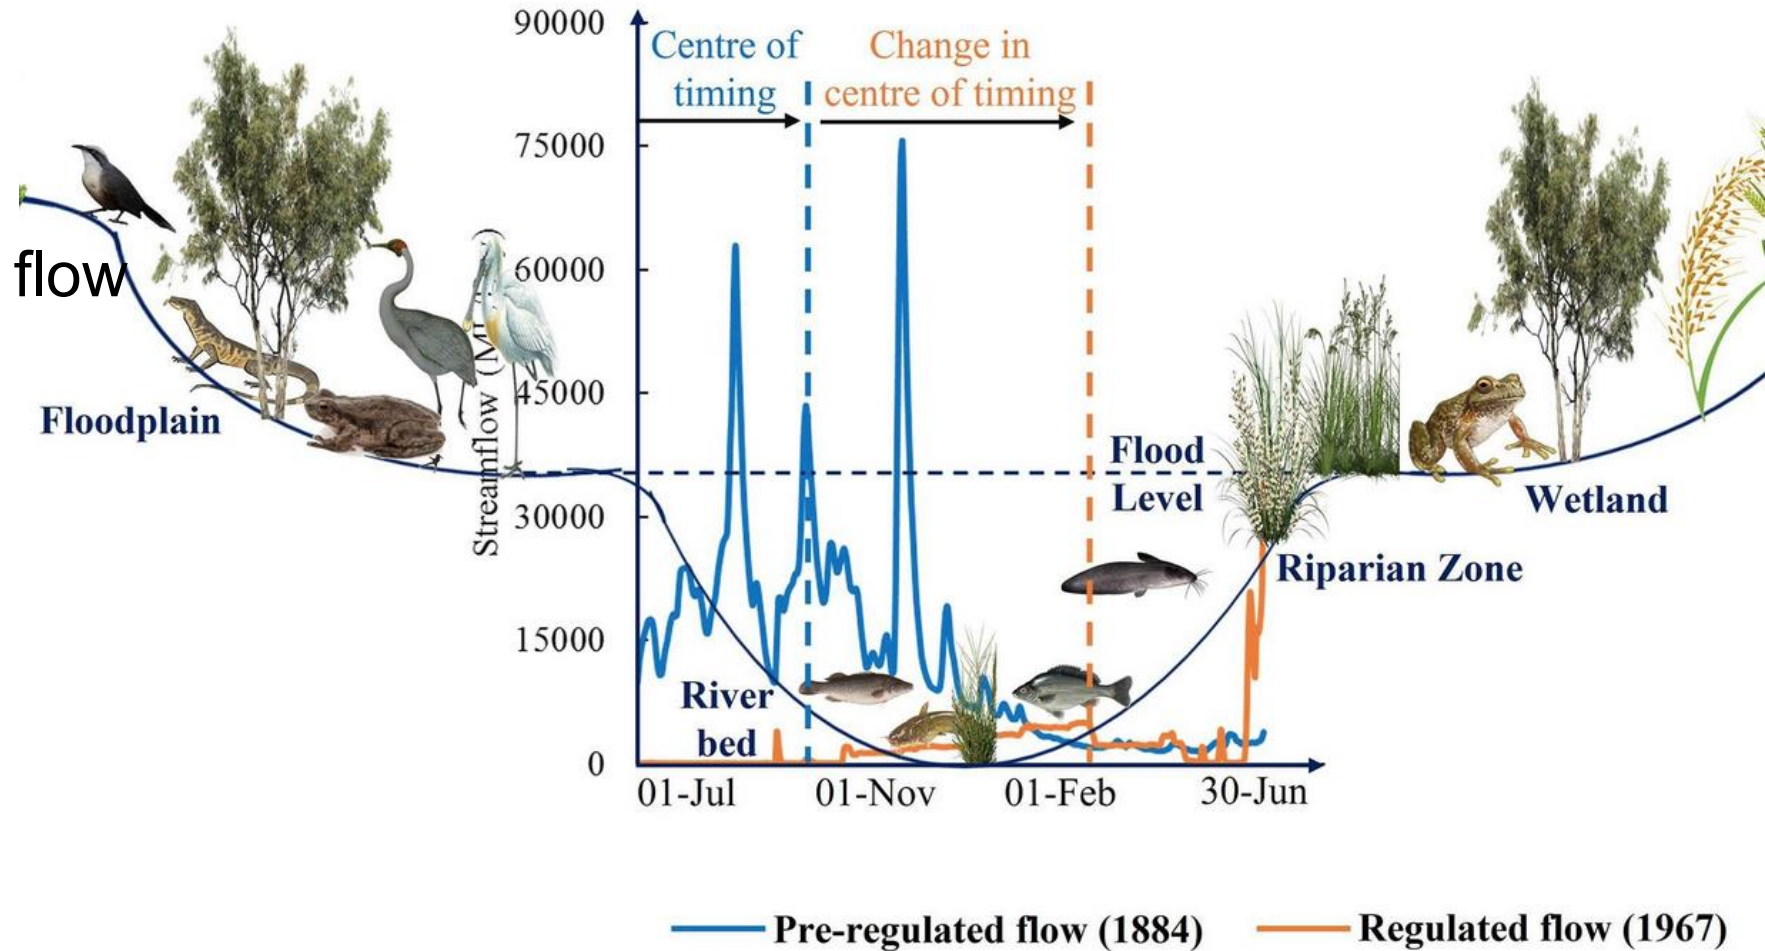 90000
Centre of
timing
Change in
centre of timing
75000
flow
60000
45000
30000
15000
0
Streamflow
Floodplain
Flood
Level
Wetland
Riparian Zone
River
bed
01-Jul
01-Nov
01-Feb
30-Jun
Pre-regulated flow (1884)
Regulated flow (1967)